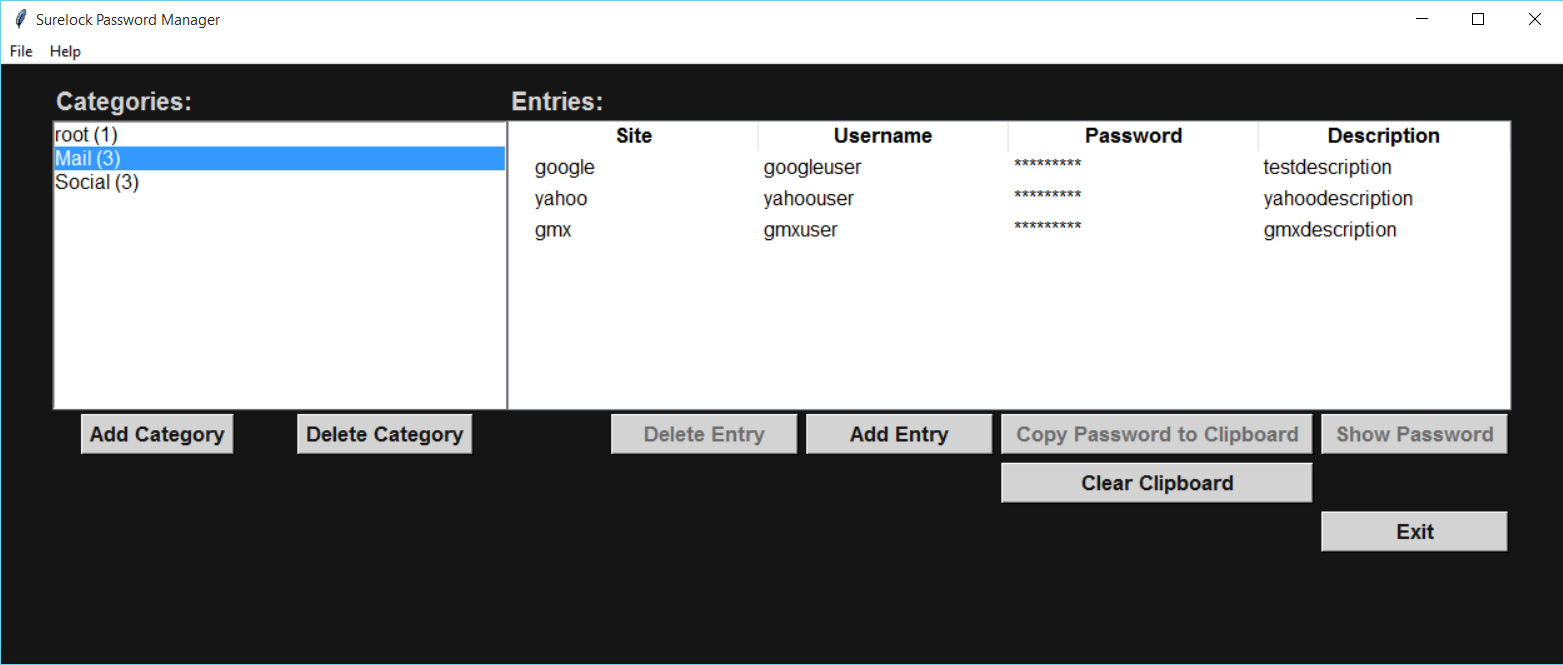 Surelock Password Manager
File Help
Categories: Entries:
root (1)
Mail (3)
Social (3)
Site Username Password Description
google googleuser ********* testdescription
yahoo yahoouser ********* yahoodescription
gmx gmxuser ********* gmxdescription
Add Category Delete Category Delete Entry Add Entry Copy Password to Clipboard Show Password
Clear Clipboard
Exit